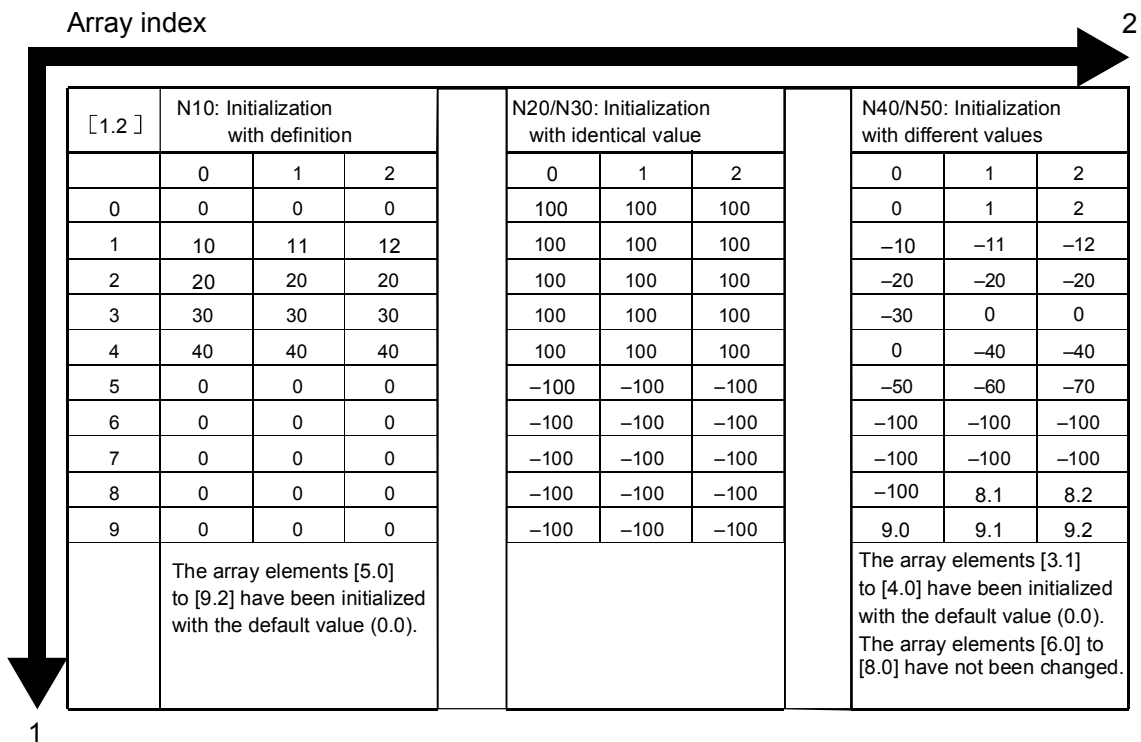 Array index
2
[1.2] N10: Initialization with definition N20/N30: Initialization with identical value N40/N50: Initialization with different values
0 1 2 0 1 2 0 1 2
0 0 0 0 100 100 100 0 1 2
1 10 11 12 100 100 100 –10 –11 –12
2 20 20 20 100 100 100 –20 –20 –20
3 30 30 30 100 100 100 –30 0 0
4 40 40 40 100 100 100 0 –40 –40
5 0 0 0 –100 –100 –100 –50 –60 –70
6 0 0 0 –100 –100 –100 –100 –100 –100
7 0 0 0 –100 –100 –100 –100 –100 –100
8 0 0 0 –100 –100 –100 –100 8.1 8.2
9 0 0 0 –100 –100 –100 9.0 9.1 9.2
The array elements [5.0]
to [9.2] have been initialized
with the default value (0.0).
The array elements [3.1]
to [4.0] have been initialized
with the default value (0.0).
The array elements [6.0] to
[8.0] have not been changed.
1